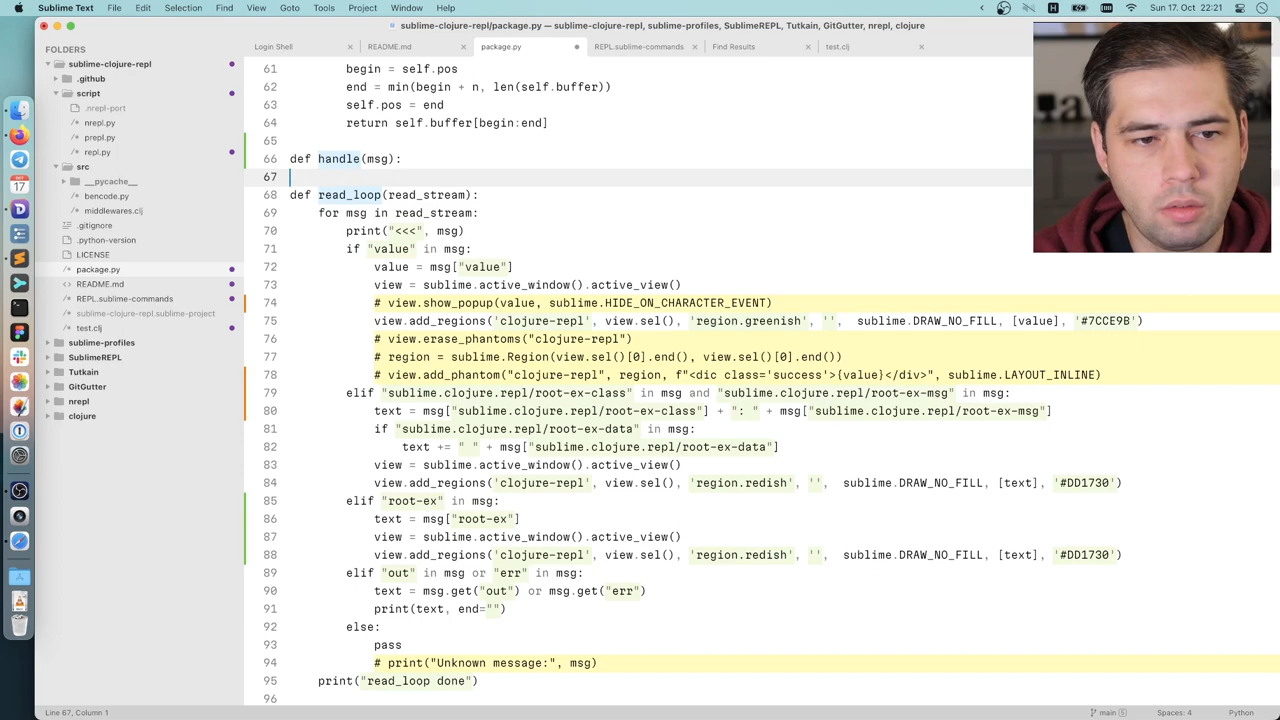 Sublime Text File Edit Selection Find View Goto Tools Project Window Help Sun 17. Oct 22:21
sublime-clojure-repl/package.py — sublime-clojure-repl, sublime-profiles, SublimeREPL, Tutkain, GitGutter, nrepl, clojure
Login Shell × README.md × package.py REPL.sublime-commands × Find Results × test.clj ×
FOLDERS
sublime-clojure-repl
.github
script
.nrepl-port
nrepl.py
prepl.py
repl.py
src
__pycache__
bencode.py
middlewares.clj
.gitignore
.python-version
LICENSE
package.py
README.md
REPL.sublime-commands
sublime-clojure-repl.sublime-project
test.clj
sublime-profiles
SublimeREPL
Tutkain
GitGutter
nrepl
clojure
17
61 begin = self.pos
62 end = min(begin + n, len(self.buffer))
63 self.pos = end
64 return self.buffer[begin:end]
65
66 def handle(msg):
67
68 def read_loop(read_stream):
69 for msg in read_stream:
70 print("<<<", msg)
71 if "value" in msg:
72 value = msg["value"]
73 view = sublime.active_window().active_view()
74 # view.show_popup(value, sublime.HIDE_ON_CHARACTER_EVENT)
75 view.add_regions('clojure-repl', view.sel(), 'region.greenish', '', sublime.DRAW_NO_FILL, [value], '#7CCE9B')
76 # view.erase_phantoms("clojure-repl")
77 # region = sublime.Region(view.sel()[0].end(), view.sel()[0].end())
78 # view.add_phantom("clojure-repl", region, f"<dic class='success'>{value}</div>", sublime.LAYOUT_INLINE)
79 elif "sublime.clojure.repl/root-ex-class" in msg and "sublime.clojure.repl/root-ex-msg" in msg:
80 text = msg["sublime.clojure.repl/root-ex-class"] + ": " + msg["sublime.clojure.repl/root-ex-msg"]
81 if "sublime.clojure.repl/root-ex-data" in msg:
82 text += " " + msg["sublime.clojure.repl/root-ex-data"]
83 view = sublime.active_window().active_view()
84 view.add_regions('clojure-repl', view.sel(), 'region.redish', '', sublime.DRAW_NO_FILL, [text], '#DD1730')
85 elif "root-ex" in msg:
86 text = msg["root-ex"]
87 view = sublime.active_window().active_view()
88 view.add_regions('clojure-repl', view.sel(), 'region.redish', '', sublime.DRAW_NO_FILL, [text], '#DD1730')
89 elif "out" in msg or "err" in msg:
90 text = msg.get("out") or msg.get("err")
91 print(text, end="")
92 else:
93 pass
94 # print("Unknown message:", msg)
95 print("read_loop done")
96
Line 67, Column 1 main 5 Spaces: 4 Python